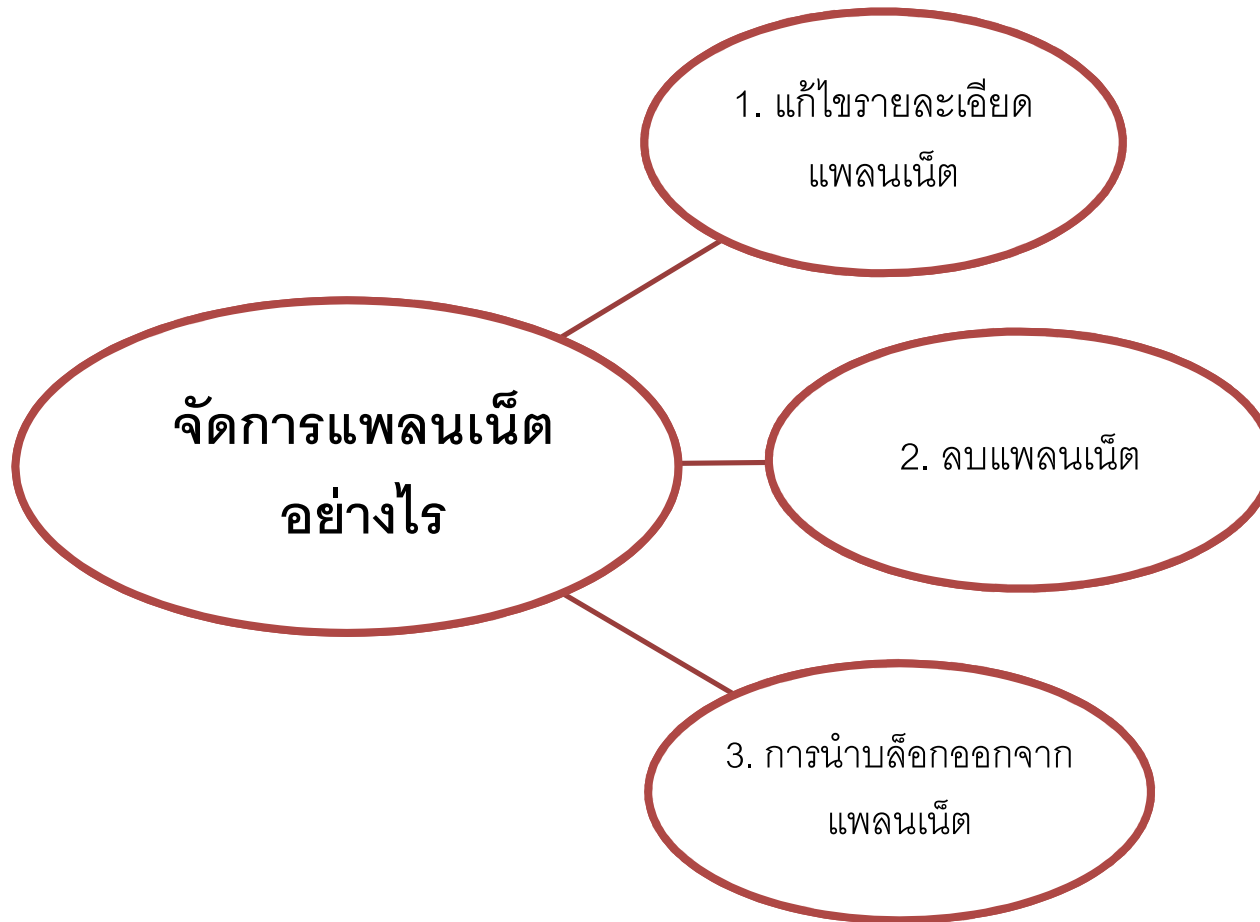 1. แก้ไขรายละเอียด
แพลนเน็ต
จัดการแพลนเน็ต
อย่างไร
2. ลบแพลนเน็ต
3. การนำบล็อกออกจาก
แพลนเน็ต